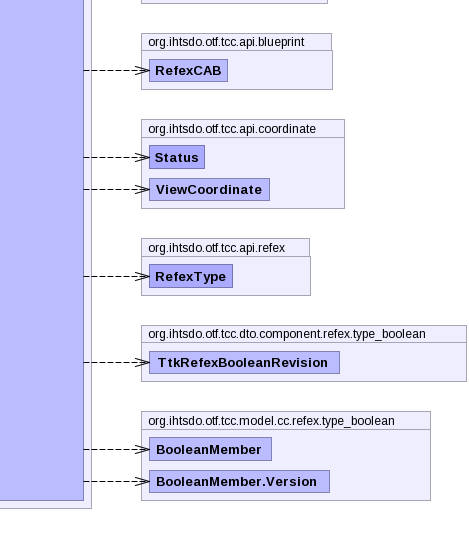 org.ihtsdo.otf.tcc.api.blueprint
RefexCAB
org.ihtsdo.otf.tcc.api.coordinate
Status
ViewCoordinate
org.ihtsdo.otf.tcc.api.refex
RefexType
org.ihtsdo.otf.tcc.dto.component.refex.type_boolean
TtkRefexBooleanRevision
org.ihtsdo.otf.tcc.model.cc.refex.type_boolean
BooleanMember
BooleanMember.Version